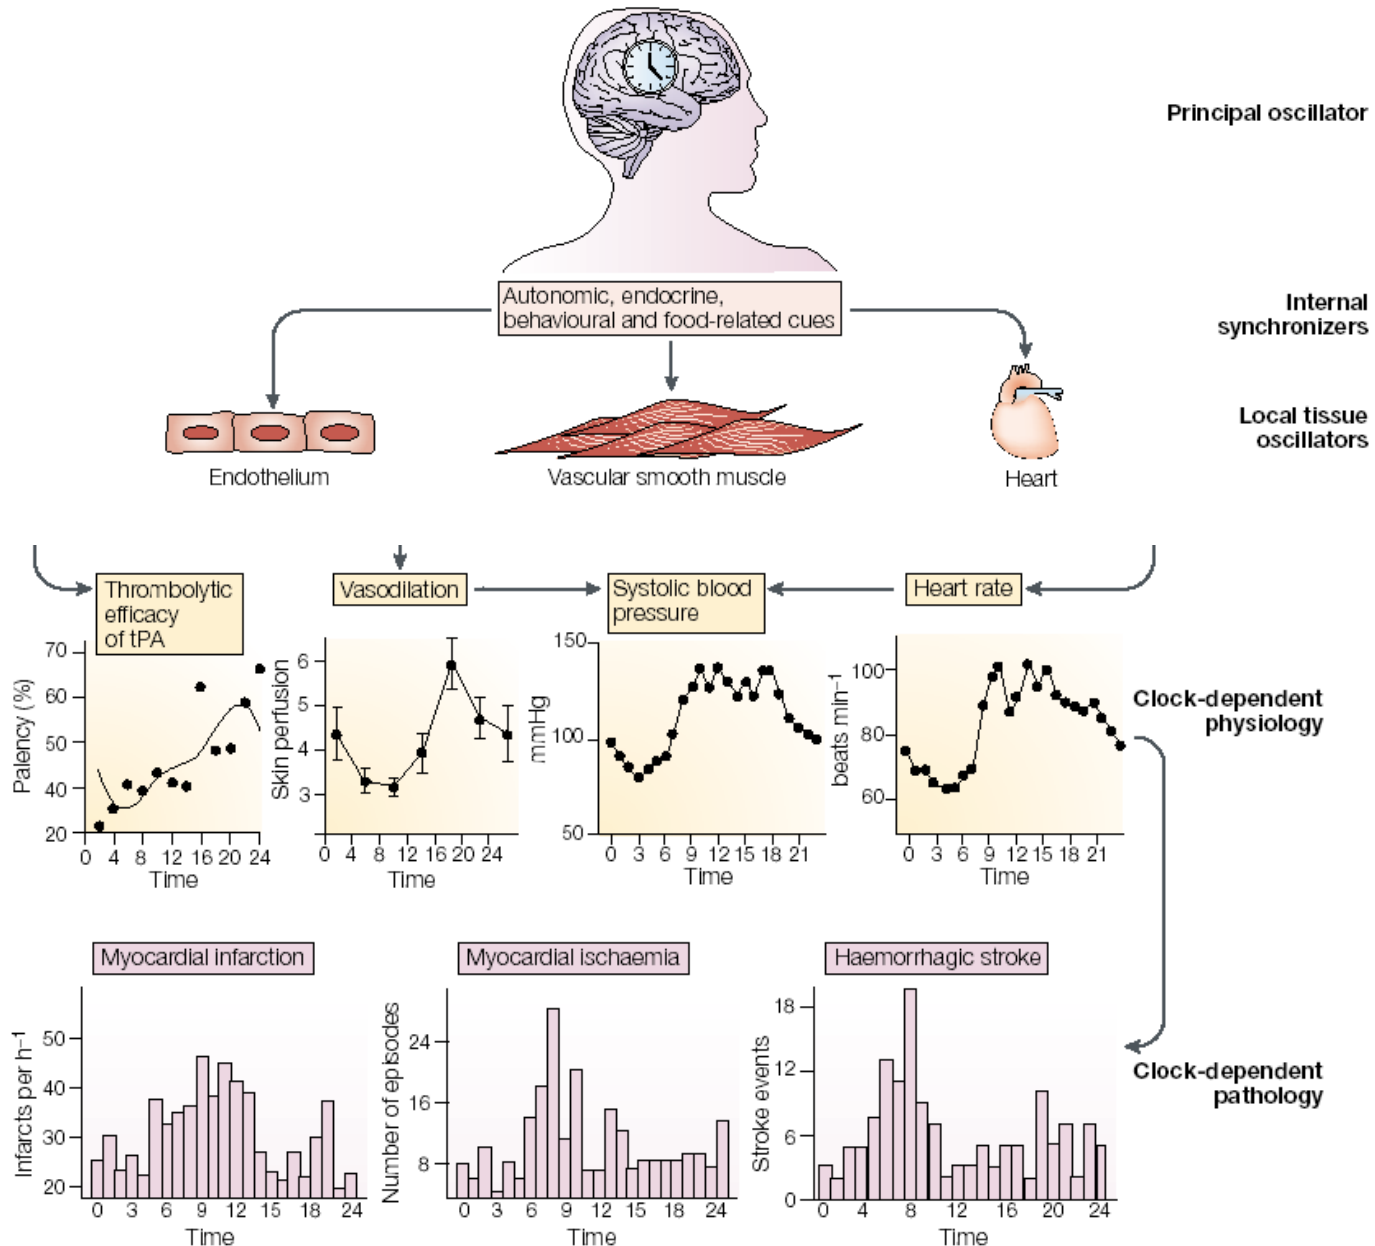 Principal oscillator
Autonomic, endocrine,
behavioural and food-related cues
Internal
synchronizers
Local tissue
oscillators
Endothelium
Vascular smooth muscle
Heart
Thrombolytic
efficacy
of tPA
Vasodilation
Systolic blood
pressure
Heart rate
Palency (%)
70
60
50
40
20
0 4 8 12 16 20 24
Time
Skin perfusion
6
5
4
3
0 4 8 12 16 20 24
Time
mmHg
150
100
50
0 3 6 9 12 15 18 21
Time
beats min–1
100
80
60
0 3 6 9 12 15 18 21
Time
Clock-dependent
physiology
Myocardial infarction
Infarcts per h–1
50
40
30
20
0 3 6 9 12 18 24
Time
Myocardial ischaemia
Number of episodes
24
16
8
0 3 6 9 12 18 24
Time
Haemorrhagic stroke
Stroke events
18
12
6
0
0 4 8 12 16 20 24
Time
Clock-dependent
pathology